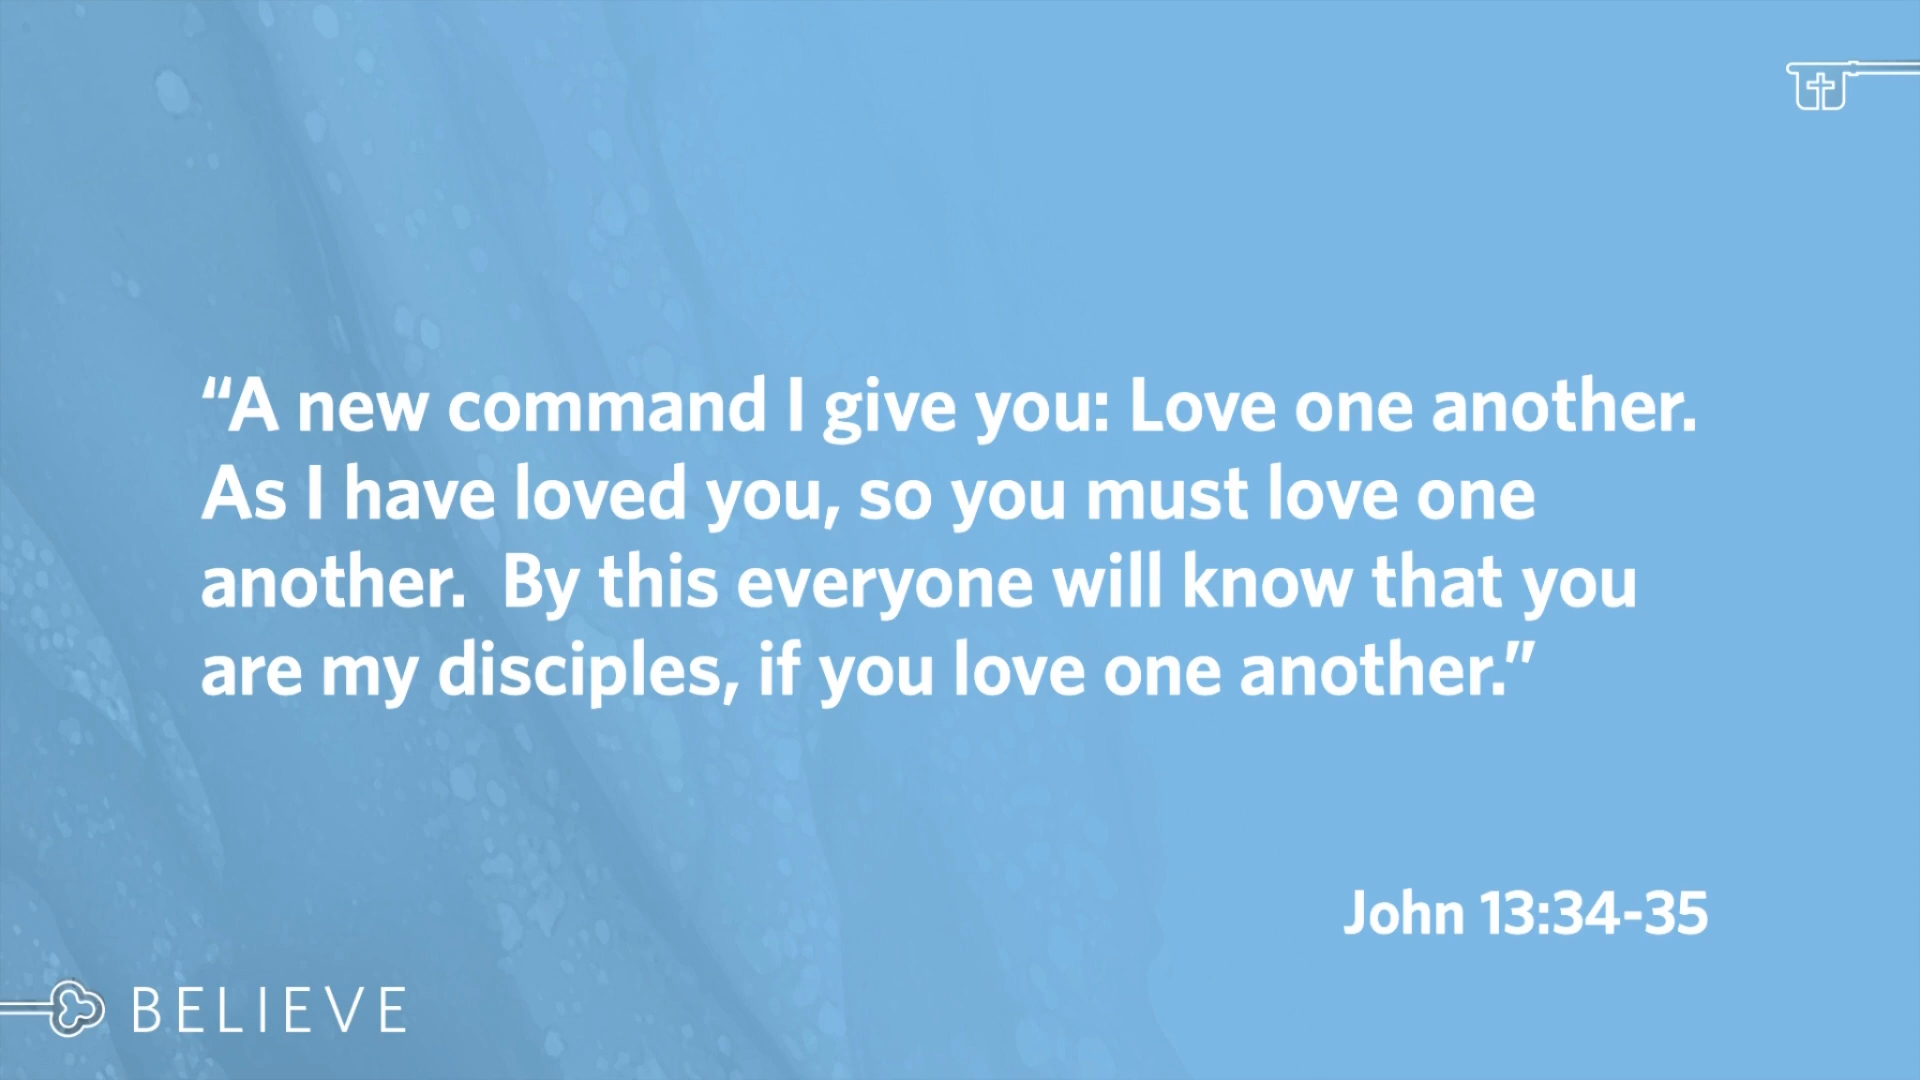 “A new command I give you: Love one another.
As I have loved you, so you must love one
another.  By this everyone will know that you
are my disciples, if you love one another.”
John 13:34-35
BELIEVE